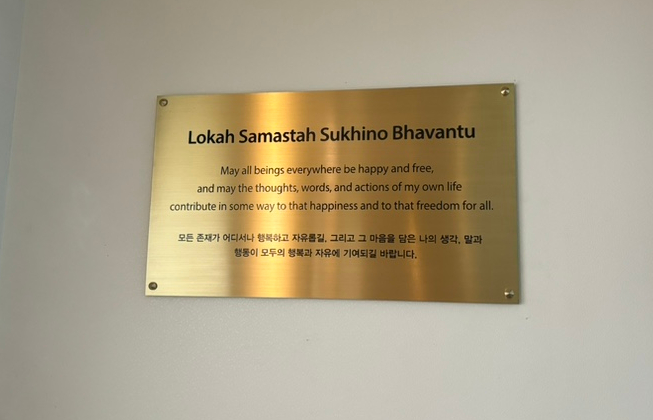 Lokah Samastah Sukhino Bhavantu
May all beings everywhere be happy and free,
and may the thoughts, words, and actions of my own life
contribute in some way to that happiness and to that freedom for all.
모든 존재가 어디서나 행복하고 자유롭길, 그리고 그 마음을 담은 나의 생각, 말과
행동이 모두의 행복과 자유에 기여되길 바랍니다.